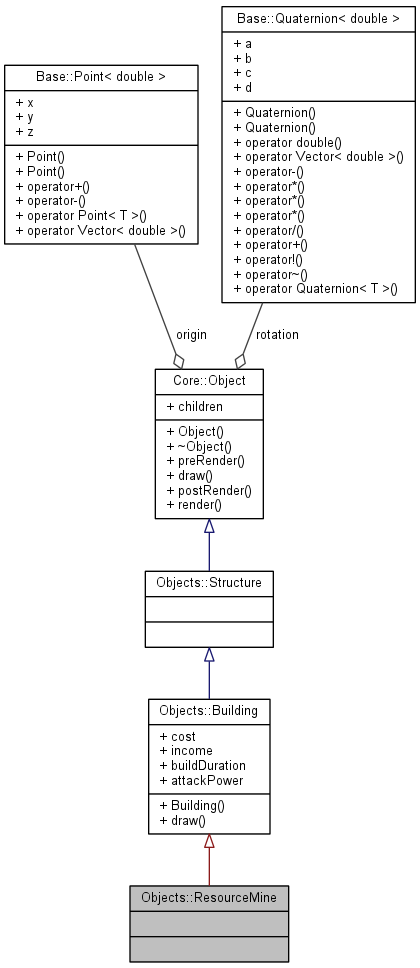 Base::Quaternion< double >
+ a
+ b
+ c
+ d
+ Quaternion()
+ Quaternion()
+ operator double()
+ operator Vector< double >()
+ operator-()
+ operator*()
+ operator*()
+ operator*()
+ operator/()
+ operator+()
+ operator!()
+ operator~()
+ operator Quaternion< T >()
Base::Point< double >
+ x
+ y
+ z
+ Point()
+ Point()
+ operator+()
+ operator-()
+ operator Point< T >()
+ operator Vector< double >()
origin
rotation
Core::Object
+ children
+ Object()
+ ~Object()
+ preRender()
+ draw()
+ postRender()
+ render()
Objects::Structure
Objects::Building
+ cost
+ income
+ buildDuration
+ attackPower
+ Building()
+ draw()
Objects::ResourceMine